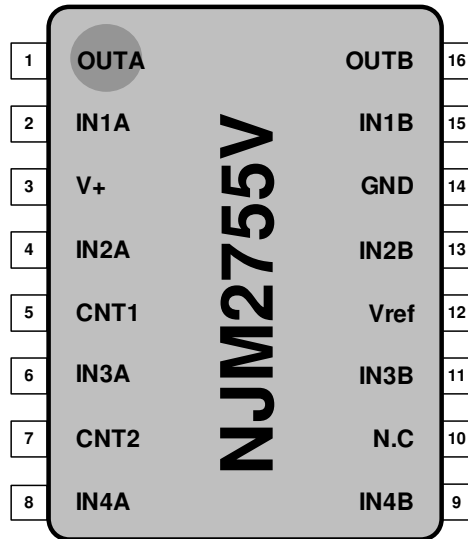 1 OUTA OUTB 16
2 IN1A IN1B 15
3 V+ GND 14
4 IN2A IN2B 13
5 CNT1 Vref 12
6 IN3A IN3B 11
7 CNT2 N.C 10
8 IN4A IN4B 9
NJM2755V